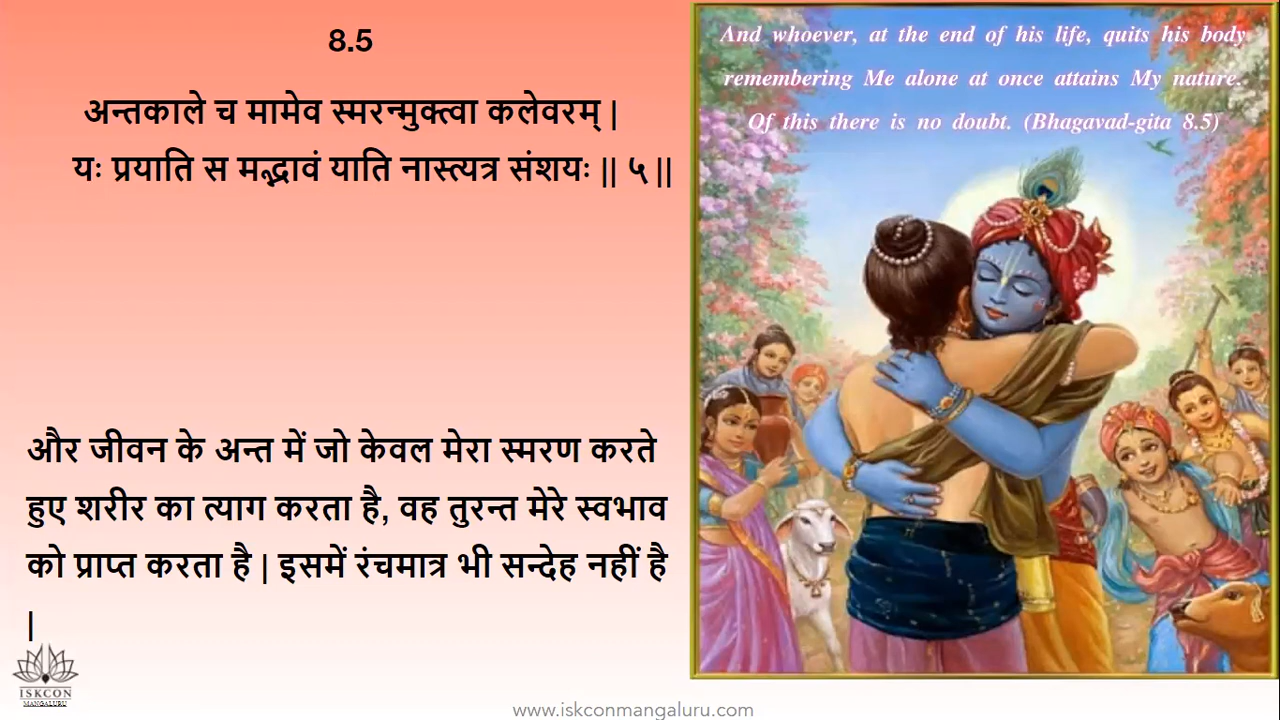 8.5
अन्तकाले च मामेव स्मरन्मुक्त्वा कलेवरम् |
यः प्रयाति स मद्भावं याति नास्त्यत्र संशयः || ५ ||
और जीवन के अन्त में जो केवल मेरा स्मरण करते
हुए शरीर का त्याग करता है, वह तुरन्त मेरे स्वभाव
को प्राप्त करता है | इसमें रंचमात्र भी सन्देह नहीं है
|
And whoever, at the end of his life, quits his body
remembering Me alone at once attains My nature.
Of this there is no doubt. (Bhagavad-gita 8.5)
ISKCON
MANGALURU
www.iskconmangaluru.com